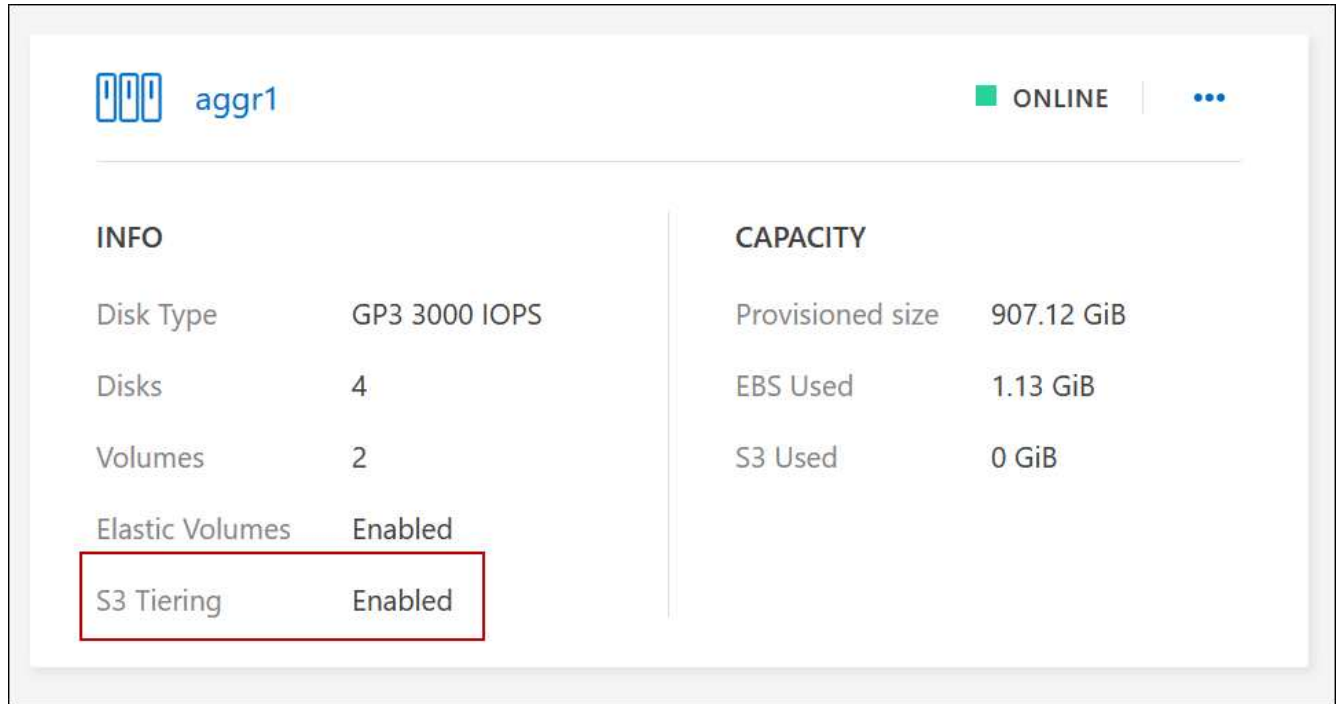 aggr1
ONLINE
INFO
Disk Type GP3 3000 IOPS
Disks 4
Volumes 2
Elastic Volumes Enabled
S3 Tiering Enabled
CAPACITY
Provisioned size 907.12 GiB
EBS Used 1.13 GiB
S3 Used 0 GiB